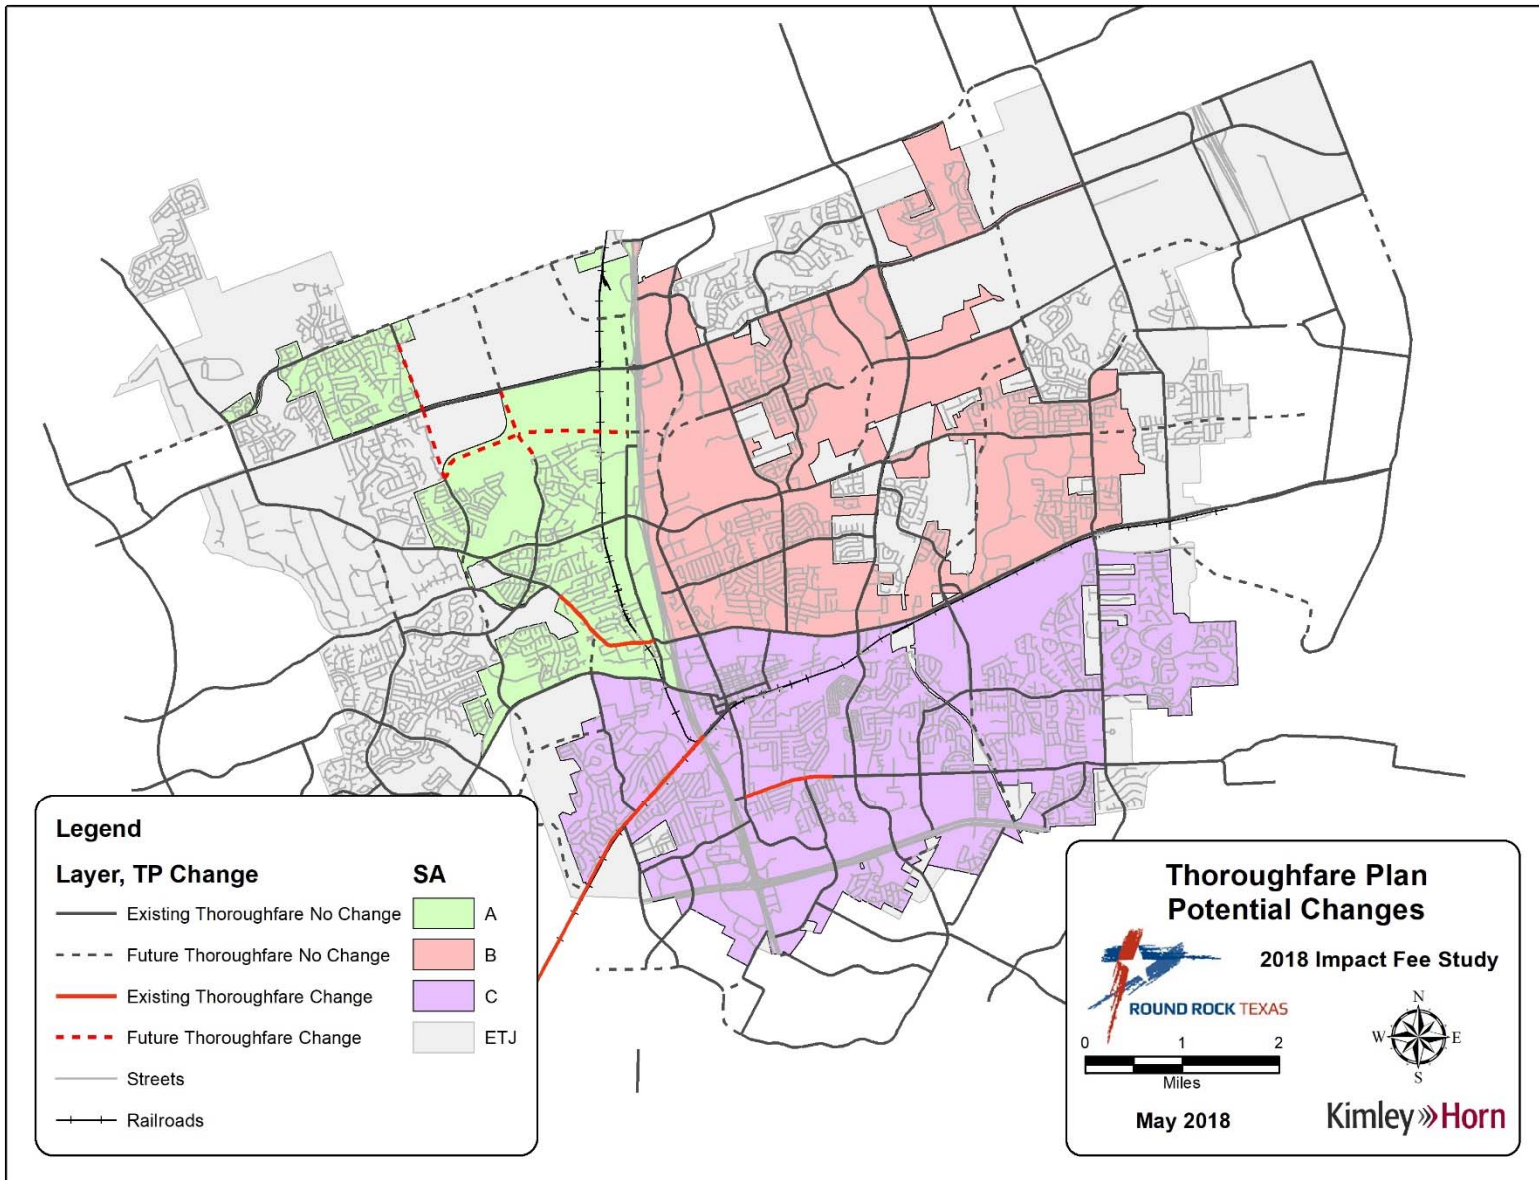 Legend
Layer, TP Change
SA
Existing Thoroughfare No Change
A
Future Thoroughfare No Change
B
Existing Thoroughfare Change
C
Future Thoroughfare Change
ETJ
Streets
Railroads
Thoroughfare Plan
Potential Changes
2018 Impact Fee Study
ROUND ROCK TEXAS
N
W E
S
0 1 2
Miles
May 2018
Kimley»Horn